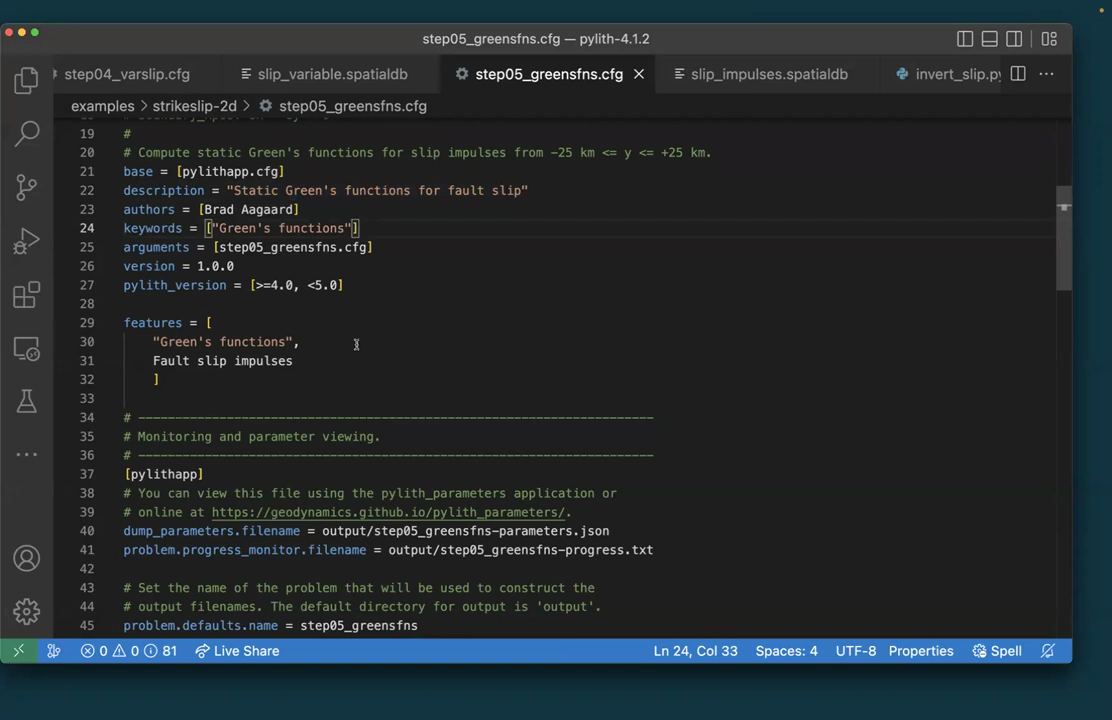 step05_greensfns.cfg — pylith-4.1.2
step04_varslip.cfg
slip_variable.spatialdb
step05_greensfns.cfg
slip_impulses.spatialdb
invert_slip.py
examples > strikeslip-2d > step05_greensfns.cfg
19 #
20 # Compute static Green's functions for slip impulses from -25 km <= y <= +25 km.
21 base = [pylithapp.cfg]
22 description = "Static Green's functions for fault slip"
23 authors = [Brad Aagaard]
24 keywords = ["Green's functions"]
25 arguments = [step05_greensfns.cfg]
26 version = 1.0.0
27 pylith_version = [>=4.0, <5.0]
28
29 features = [
30 "Green's functions",
31 Fault slip impulses
32 ]
33
34 # ----------------------------------------------------------------------
35 # Monitoring and parameter viewing.
36 # ----------------------------------------------------------------------
37 [pylithapp]
38 # You can view this file using the pylith_parameters application or
39 # online at https://geodynamics.github.io/pylith_parameters/.
40 dump_parameters.filename = output/step05_greensfns-parameters.json
41 problem.progress_monitor.filename = output/step05_greensfns-progress.txt
42
43 # Set the name of the problem that will be used to construct the
44 # output filenames. The default directory for output is 'output'.
45 problem.defaults.name = step05_greensfns
0 0 81 Live Share Ln 24, Col 33 Spaces: 4 UTF-8 Properties Spell